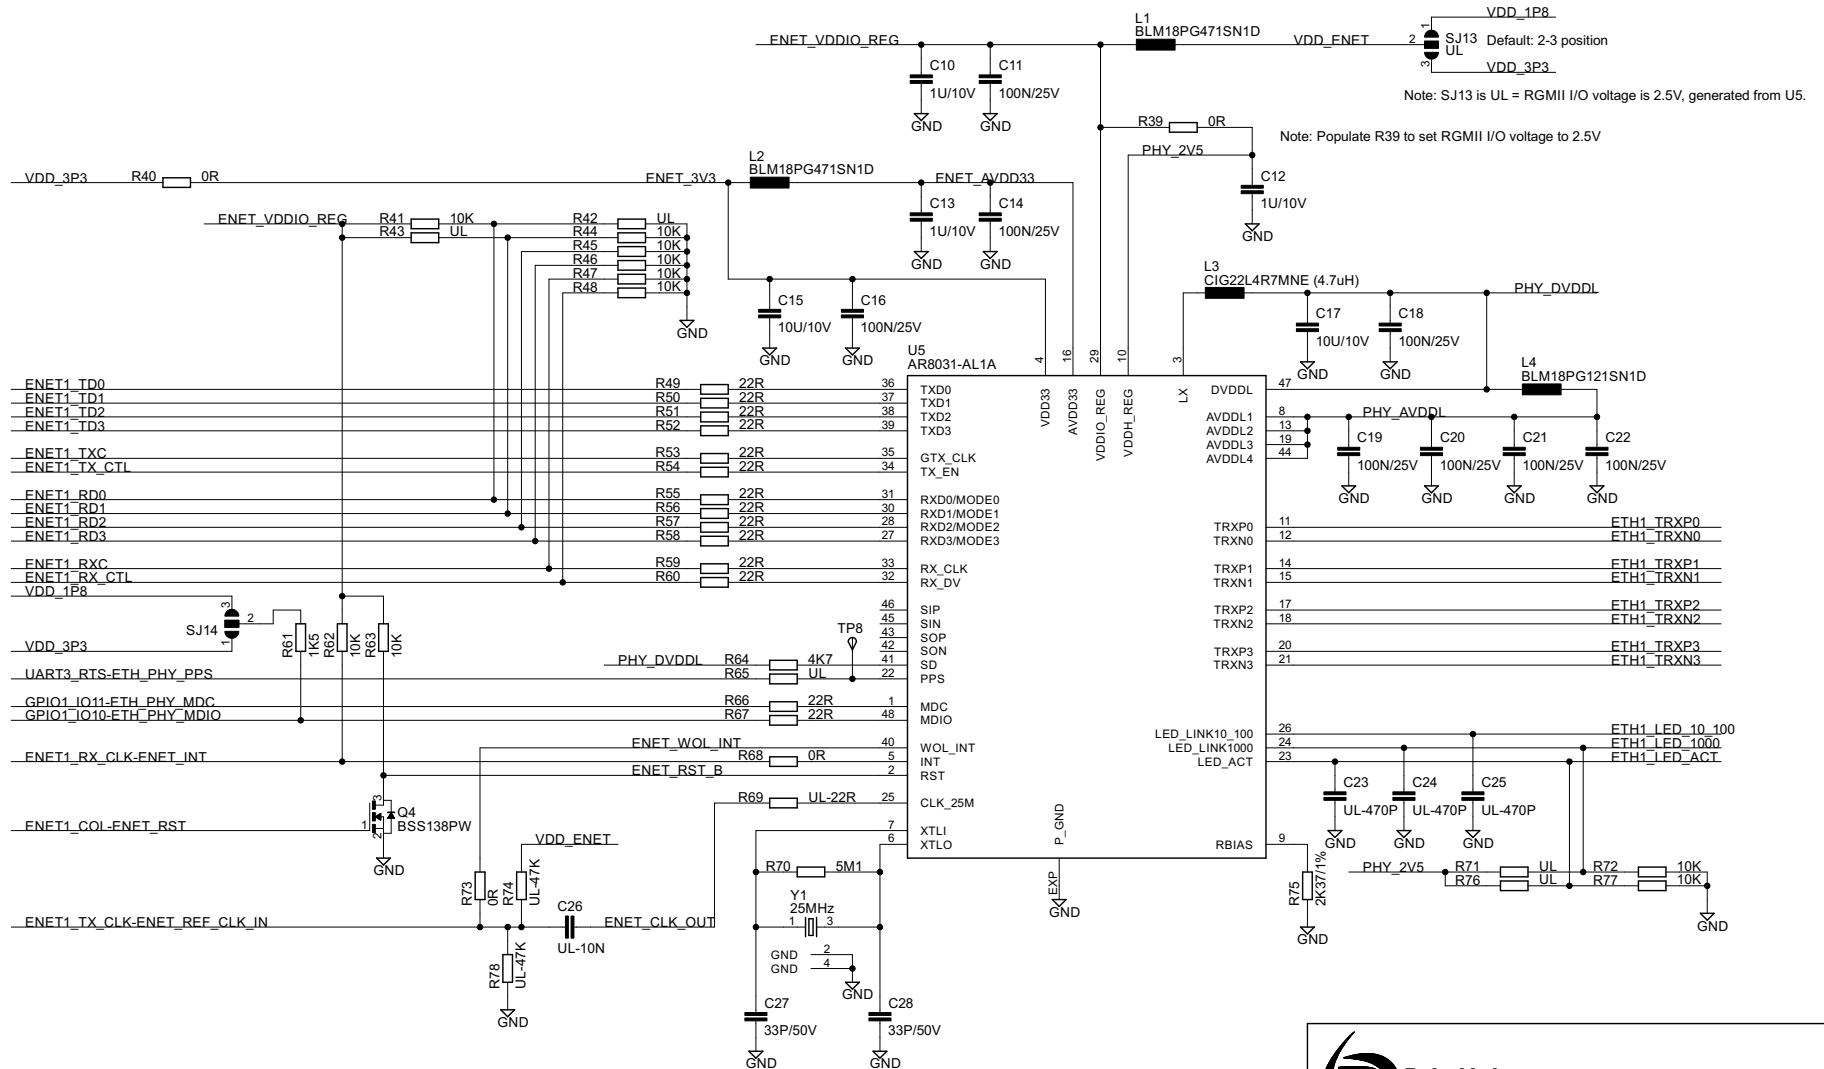 ENET_VDDIO_REG
L1
BLM18PG471SN1D
VDD_ENET
VDD_1P8
1
2
3
SJ13
UL
Default: 2-3 position
VDD_3P3
Note: SJ13 is UL = RGMII I/O voltage is 2.5V, generated from U5.
C10
1U/10V
GND
C11
100N/25V
GND
R39 0R
Note: Populate R39 to set RGMII I/O voltage to 2.5V
PHY_2V5
C12
1U/10V
GND
VDD_3P3 R40 0R
ENET_3V3
L2
BLM18PG471SN1D
ENET_AVDD33
C13
1U/10V
GND
C14
100N/25V
GND
ENET_VDDIO_REG
R41 10K
R43 UL
R42 UL
R44 10K
R45 10K
R46 10K
R47 10K
R48 10K
GND
C15
10U/10V
GND
C16
100N/25V
GND
L3
CIG22L4R7MNE (4.7uH)
PHY_DVDDL
C17
10U/10V
GND
C18
100N/25V
GND
L4
BLM18PG121SN1D
U5
AR8031-AL1A
4 VDD33
16 AVDD33
29 VDDIO_REG
10 VDDH_REG
3 LX
ENET1_TD0 R49 22R 36 TXD0
ENET1_TD1 R50 22R 37 TXD1
ENET1_TD2 R51 22R 38 TXD2
ENET1_TD3 R52 22R 39 TXD3
ENET1_TXC R53 22R 35 GTX_CLK
ENET1_TX_CTL R54 22R 34 TX_EN
ENET1_RD0 R55 22R 31 RXD0/MODE0
ENET1_RD1 R56 22R 30 RXD1/MODE1
ENET1_RD2 R57 22R 28 RXD2/MODE2
ENET1_RD3 R58 22R 27 RXD3/MODE3
ENET1_RXC R59 22R 33 RX_CLK
ENET1_RX_CTL R60 22R 32 RX_DV
DVDDL 47
AVDDL1 8
AVDDL2 13
AVDDL3 19
AVDDL4 44
PHY_AVDDL
C19
100N/25V
GND
C20
100N/25V
GND
C21
100N/25V
GND
C22
100N/25V
GND
TRXP0 11 ETH1_TRXP0
TRXN0 12 ETH1_TRXN0
TRXP1 14 ETH1_TRXP1
TRXN1 15 ETH1_TRXN1
TRXP2 17 ETH1_TRXP2
TRXN2 18 ETH1_TRXN2
TRXP3 20 ETH1_TRXP3
TRXN3 21 ETH1_TRXN3
VDD_1P8
3
2
1
SJ14
VDD_3P3
R61 1K5
R62 10K
R63 10K
46 SIP
45 SIN
43 SOP
42 SON
TP8
PHY_DVDDL R64 4K7 41 SD
UART3_RTS-ETH_PHY_PPS R65 UL 22 PPS
GPIO1_IO11-ETH_PHY_MDC R66 22R 1 MDC
GPIO1_IO10-ETH_PHY_MDIO R67 22R 48 MDIO
ENET_WOL_INT 40 WOL_INT
ENET1_RX_CLK-ENET_INT R68 0R 5 INT
ENET_RST_B 2 RST
R69 UL-22R 25 CLK_25M
7 XTLI
6 XTLO
LED_LINK10_100 26 ETH1_LED_10_100
LED_LINK1000 24 ETH1_LED_1000
LED_ACT 23 ETH1_LED_ACT
C23
UL-470P
GND
C24
UL-470P
GND
C25
UL-470P
GND
P_GND
EXP
GND
RBIAS 9
R75 2K37/1%
GND
PHY_2V5
R71 UL
R76 UL
R72 10K
R77 10K
GND
ENET1_COL-ENET_RST
1
3
2
Q4
BSS138PW
GND
VDD_ENET
R73 0R
R74 UL-47K
ENET1_TX_CLK-ENET_REF_CLK_IN
C26
UL-10N
ENET_CLK_OUT
R78 UL-47K
GND
R70 5M1
Y1
25MHz
1 3
GND 2
GND 4
GND
C27
33P/50V
GND
C28
33P/50V
GND